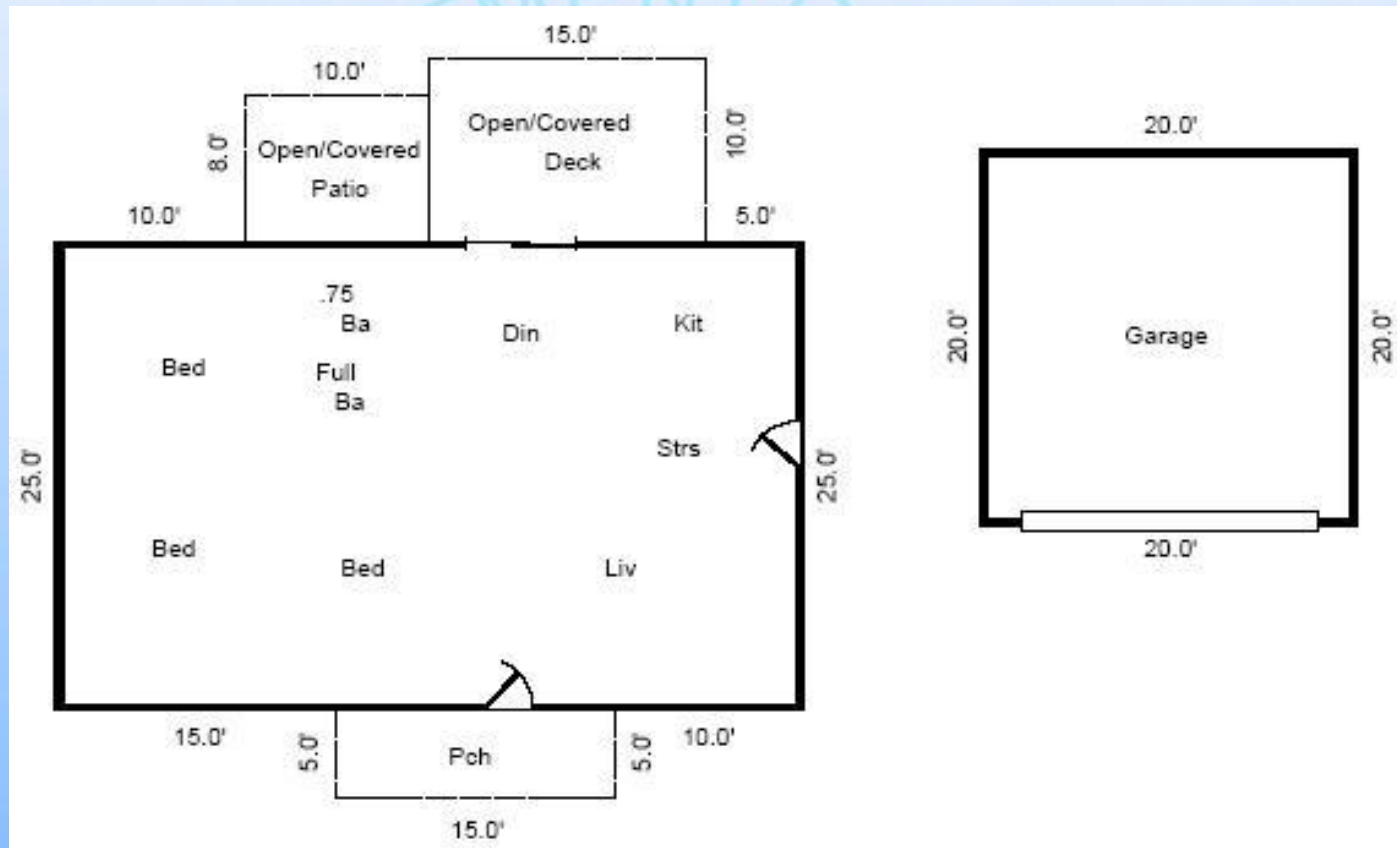 15.0'
10.0'
Open/Covered
Deck
10.0'
8.0'
Open/Covered
Patio
10.0'
5.0'
.75
Ba
Din
Kit
Bed
Full
Ba
Strs
25.0'
25.0'
Bed
Bed
Liv
15.0'
5.0'
Pch
5.0'
10.0'
15.0'
20.0'
20.0'
Garage
20.0'
20.0'